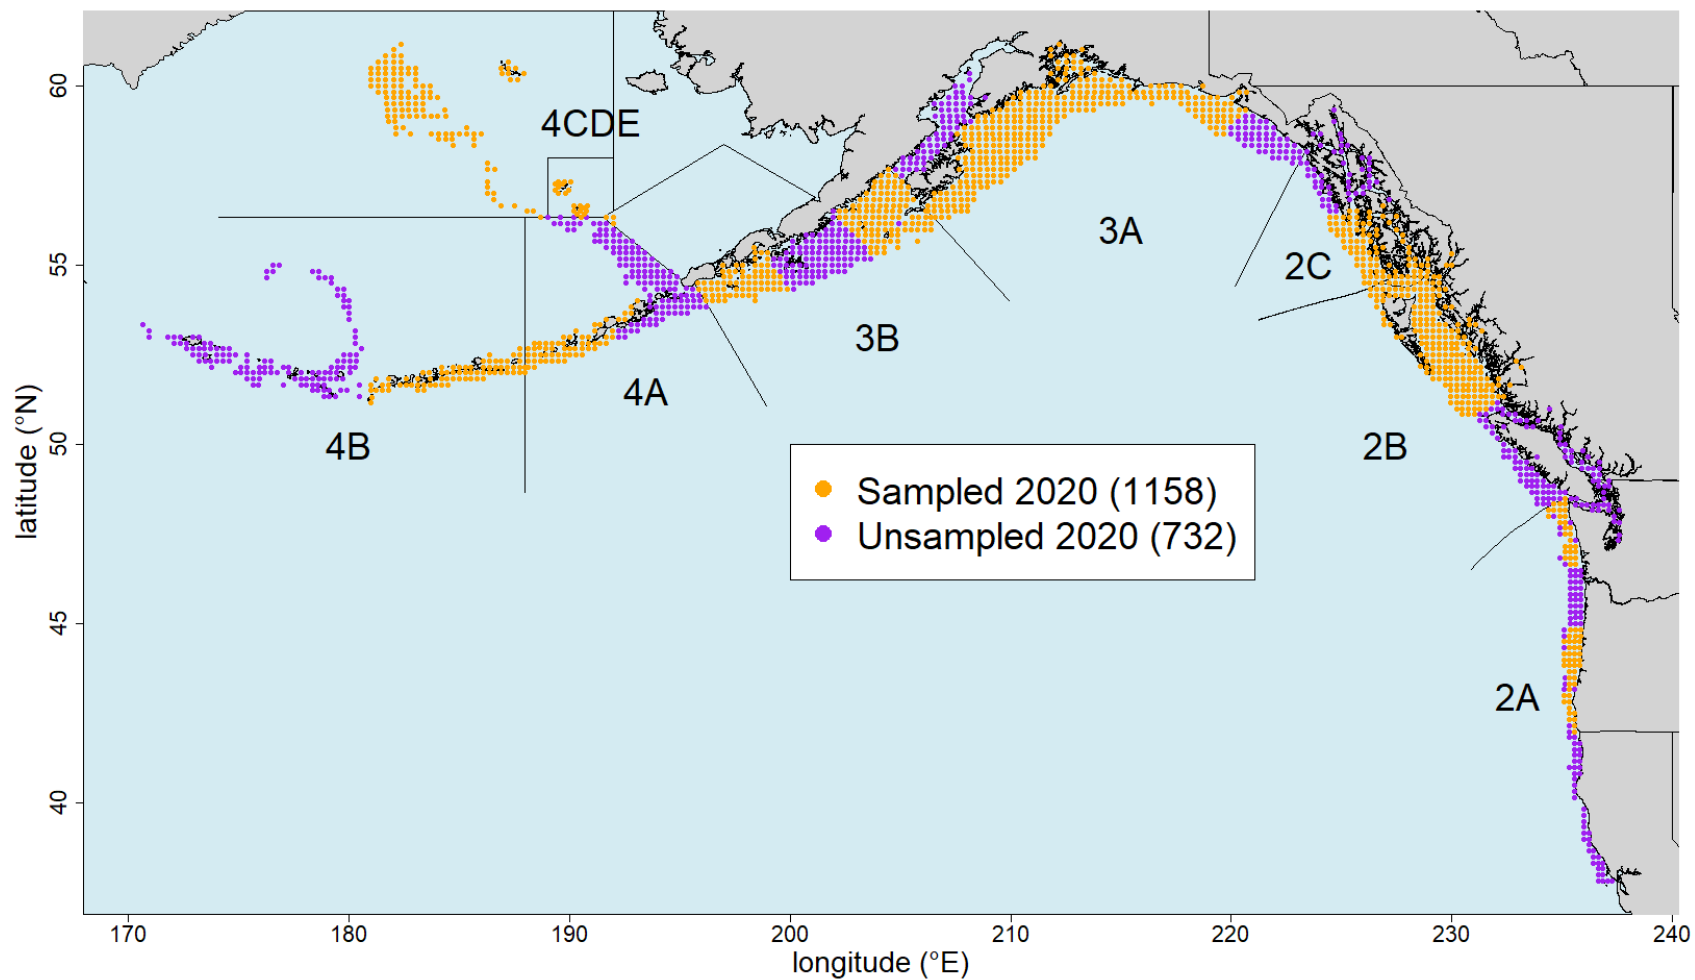 60
55
50
45
40
latitude (°N)
4CDE
3A
2C
3B
4A
4B
2B
2A
Sampled 2020 (1158)
Unsampled 2020 (732)
170
180
190
200
210
220
230
240
longitude (°E)